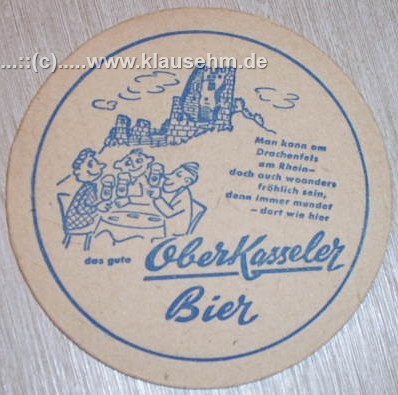 ...::(c).....www.klausehm.de
Man kann am
Drachenfels
am Rhein–
doch auch woanders
fröhlich sein,
denn immer mundet
– dort wie hier
das gute OberKasseler
Bier